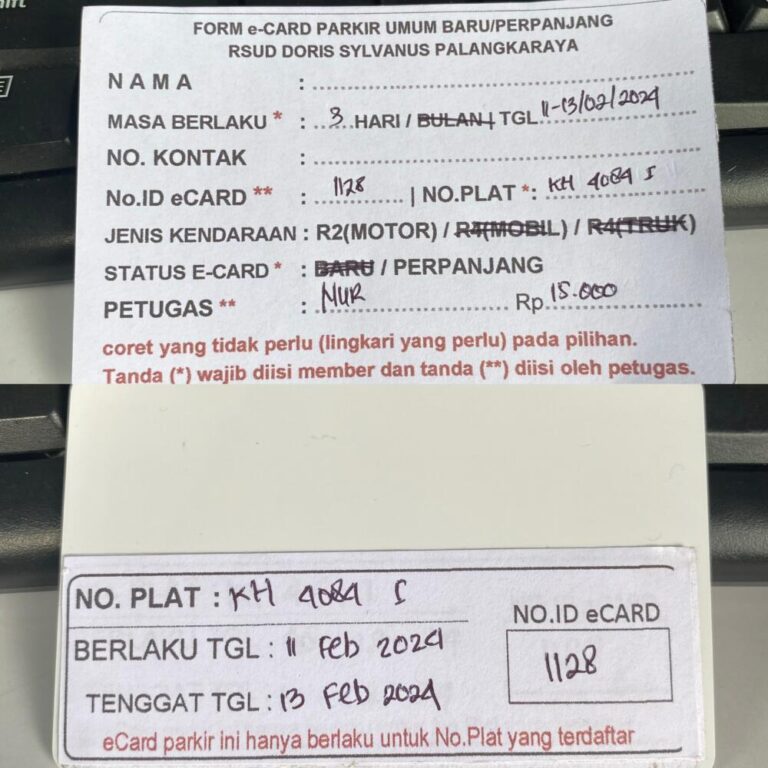 FORM e-CARD PARKIR UMUM BARU/PERPANJANG
RSUD DORIS SYLVANUS PALANGKARAYA
NAMA :
MASA BERLAKU * : 3 HARI / BULAN | TGL 11-13/02/2024
NO. KONTAK :
No.ID eCARD ** : 1128 | NO.PLAT *: KH 4084 I
JENIS KENDARAAN : R2(MOTOR) / R4(MOBIL) / R4(TRUK)
STATUS E-CARD * : BARU / PERPANJANG
PETUGAS ** : NUR Rp 15.000
coret yang tidak perlu (lingkari yang perlu) pada pilihan.
Tanda (*) wajib diisi member dan tanda (**) diisi oleh petugas.
NO. PLAT : KH 4084 I
NO.ID eCARD
BERLAKU TGL : 11 Feb 2024
1128
TENGGAT TGL : 13 Feb 2024
eCard parkir ini hanya berlaku untuk No.Plat yang terdaftar